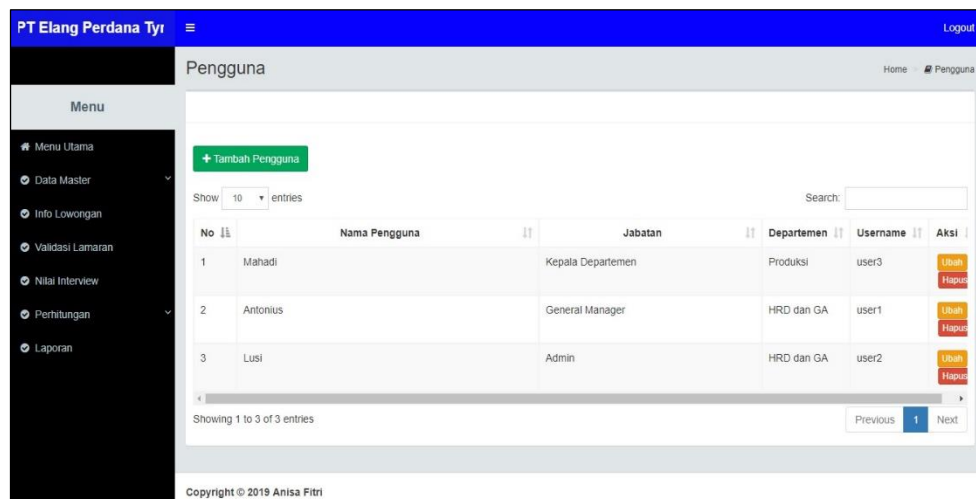 PT Elang Perdana Tyr
Logout
Pengguna
Home Pengguna
Menu
Menu Utama
Data Master
Info Lowongan
Validasi Lamaran
Nilai Interview
Perhitungan
Laporan
+ Tambah Pengguna
Show 10 entries
Search:
No Nama Pengguna Jabatan Departemen Username Aksi
1 Mahadi Kepala Departemen Produksi user3 Ubah
Hapus
2 Antonius General Manager HRD dan GA user1 Ubah
Hapus
3 Lusi Admin HRD dan GA user2 Ubah
Hapus
Showing 1 to 3 of 3 entries
Previous 1 Next
Copyright © 2019 Anisa Fitri